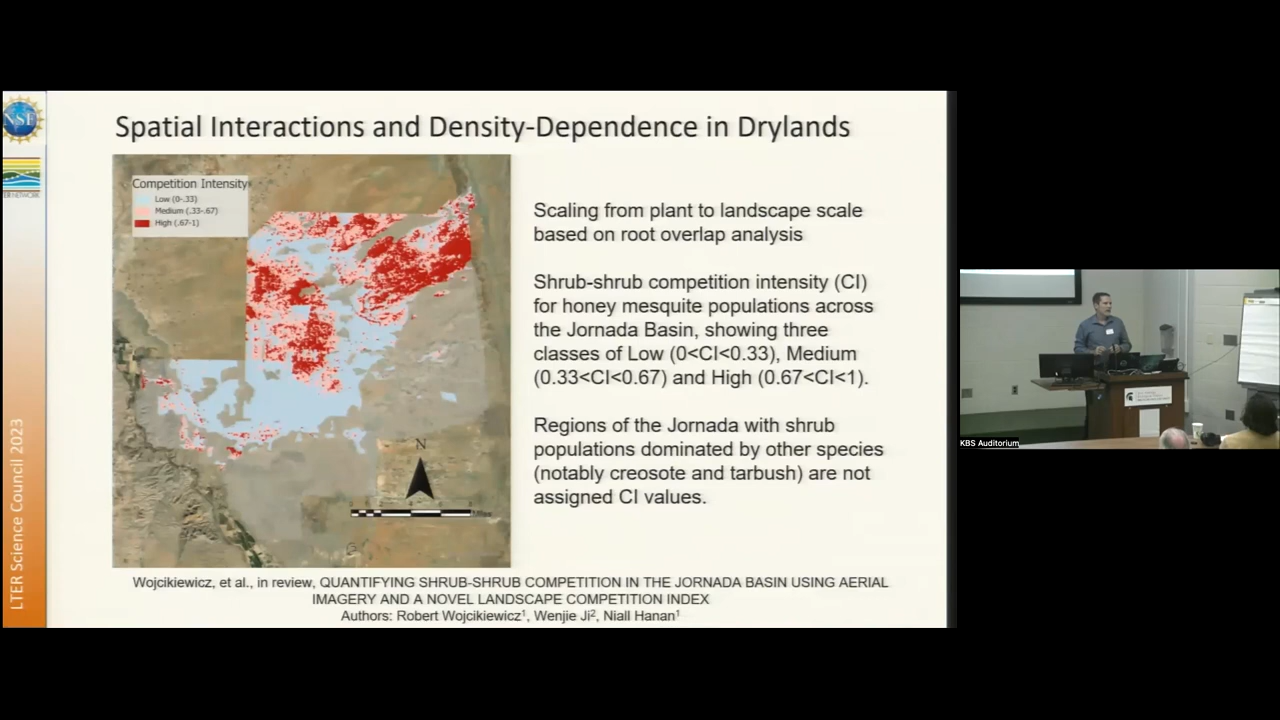 Spatial Interactions and Density-Dependence in Drylands
NSF
Competition Intensity
Low (0-.33)
Medium (.33-.67)
High (.67-1)
N
Scaling from plant to landscape scale
based on root overlap analysis
Shrub-shrub competition intensity (CI)
for honey mesquite populations across
the Jornada Basin, showing three
classes of Low (0<CI<0.33), Medium
(0.33<CI<0.67) and High (0.67<CI<1).
Regions of the Jornada with shrub
populations dominated by other species
(notably creosote and tarbush) are not
assigned CI values.
LTER Science Council 2023
Wojcikiewicz, et al., in review, QUANTIFYING SHRUB-SHRUB COMPETITION IN THE JORNADA BASIN USING AERIAL
IMAGERY AND A NOVEL LANDSCAPE COMPETITION INDEX
Authors: Robert Wojcikiewicz¹, Wenjie Ji², Niall Hanan¹
KBS Auditorium